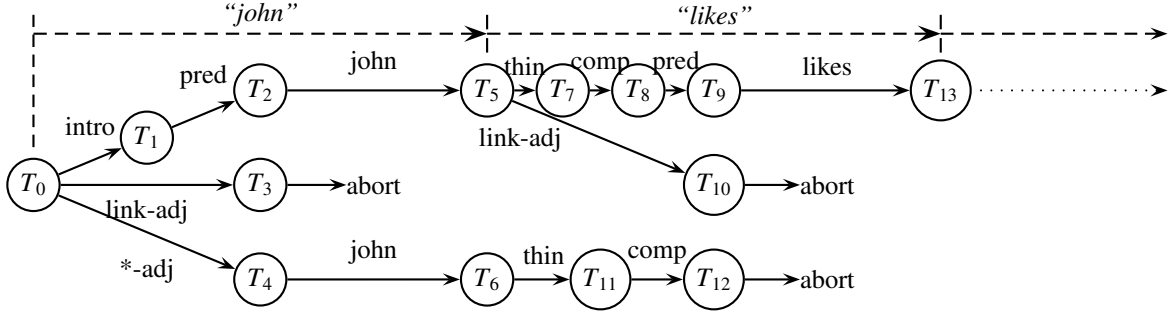 “john” “likes”
thin comp pred
pred john likes
T5 T7 T8 T9 T13
T2
intro
T1
link-adj
T0 T3 abort T10 abort
link-adj
*-adj john thin comp
T4 T6 T11 T12 abort